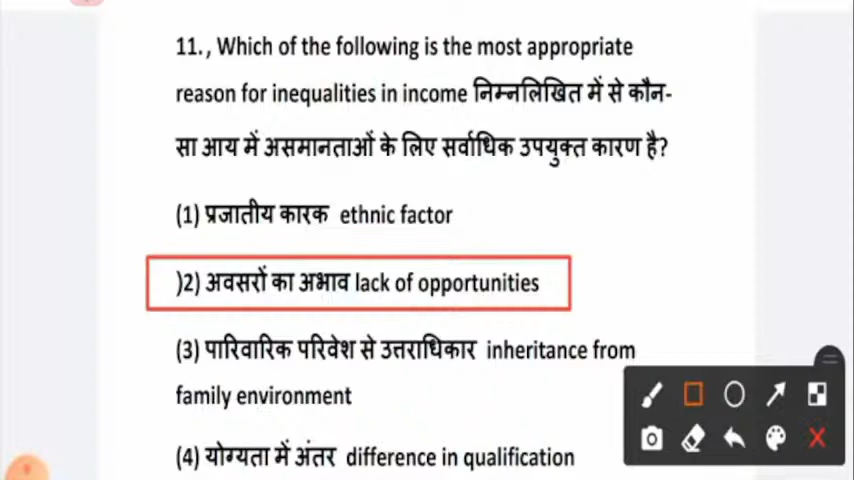 11., Which of the following is the most appropriate
reason for inequalities in income निम्नलिखित में से कौन-
सा आय में असमानताओं के लिए सर्वाधिक उपयुक्त कारण है?
(1) प्रजातीय कारक ethnic factor
)2) अवसरों का अभाव lack of opportunities
(3) पारिवारिक परिवेश से उत्तराधिकार inheritance from
family environment
(4) योग्यता में अंतर difference in qualification